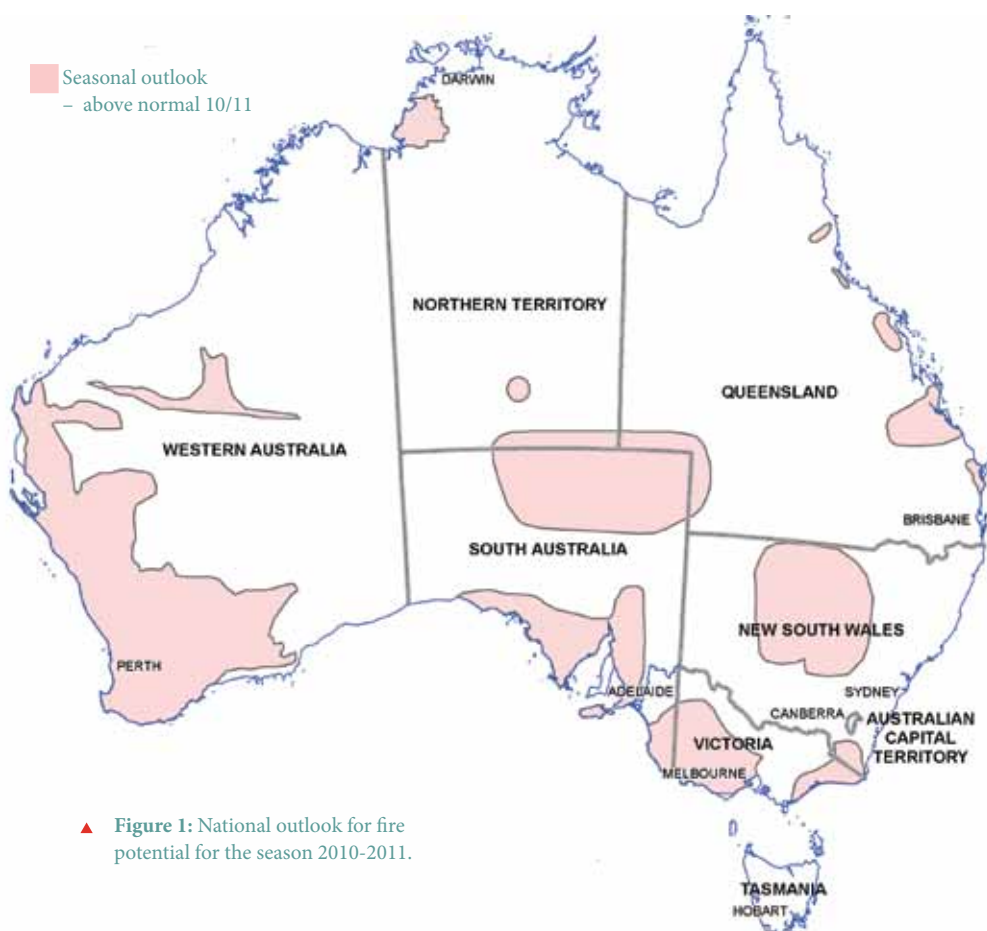 Seasonal outlook
– above normal 10/11
DARWIN
NORTHERN TERRITORY
QUEENSLAND
WESTERN AUSTRALIA
BRISBANE
SOUTH AUSTRALIA
NEW SOUTH WALES
PERTH
ADELAIDE
SYDNEY
CANBERRA
AUSTRALIAN
CAPITAL
TERRITORY
VICTORIA
MELBOURNE
▲ Figure 1: National outlook for fire
potential for the season 2010-2011.
TASMANIA
HOBART